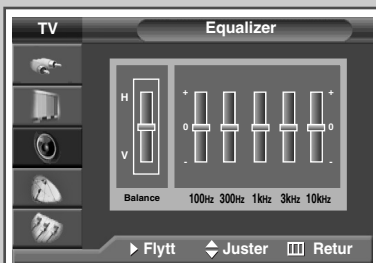 TV
Equalizer
H
V
Balance
+ +
0 0
- -
100Hz 300Hz 1kHz 3kHz 10kHz
Flytt Juster Retur